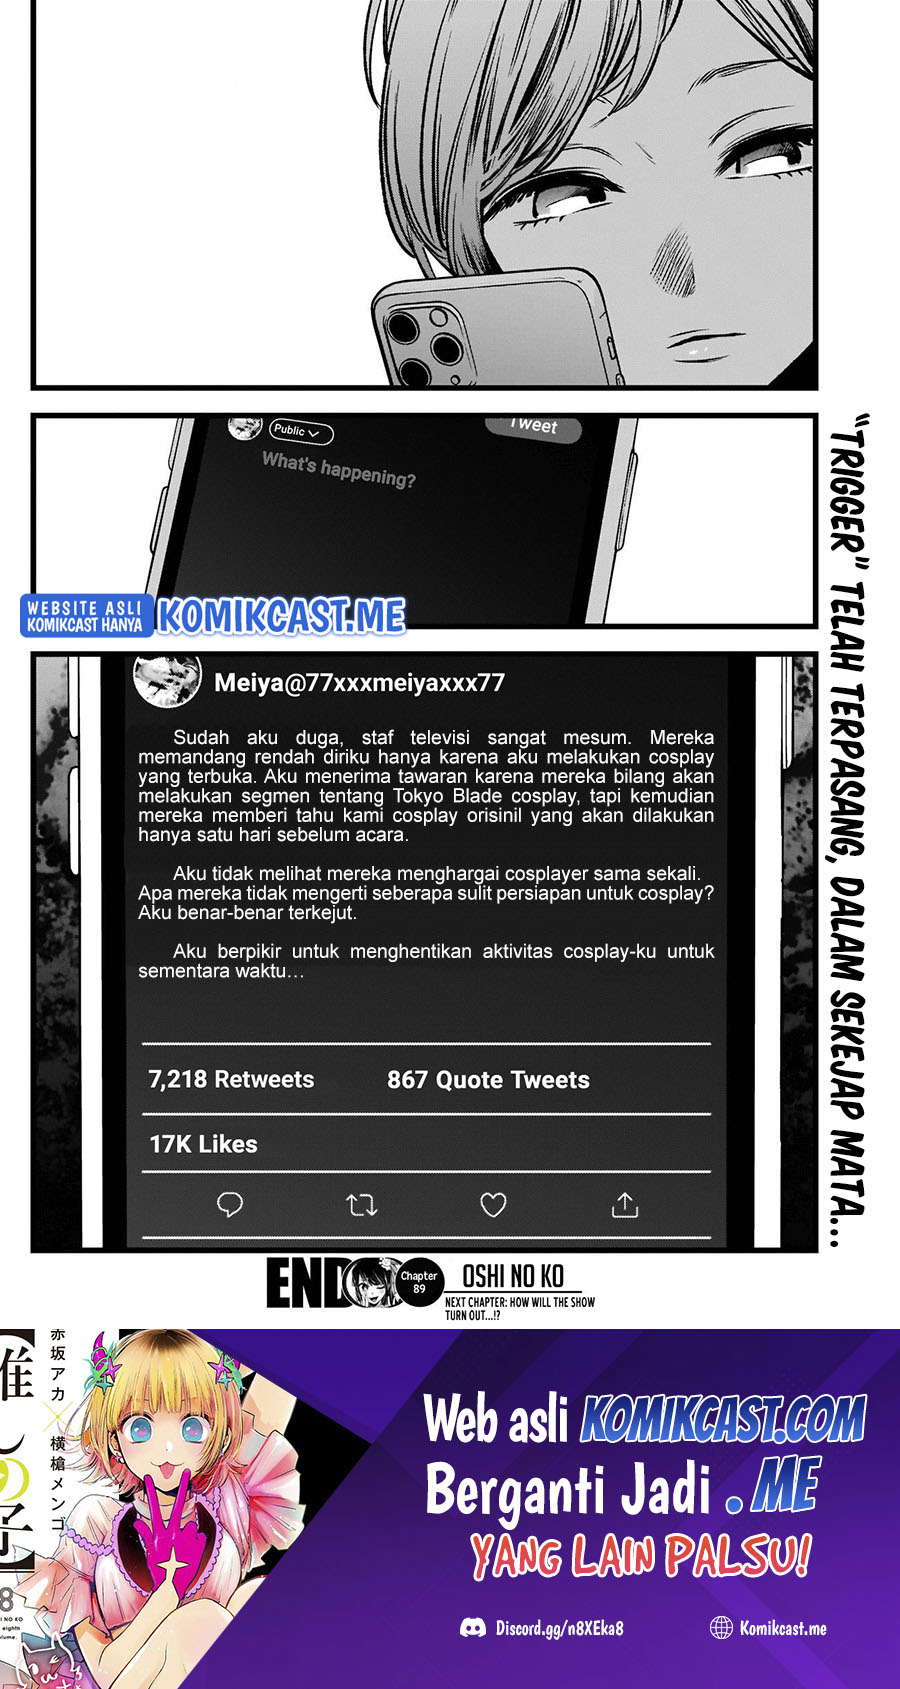 Public
Tweet
What's happening?
"TRIGGER" TELAH TERPASANG, DALAM SEKEJAP MATA...
WEBSITE ASLI
KOMIKCAST HANYA
KOMIKCAST.ME
Meiya@77xxxmeiyaxxx77
Sudah aku duga, staf televisi sangat mesum. Mereka
memandang rendah diriku hanya karena aku melakukan cosplay
yang terbuka. Aku menerima tawaran karena mereka bilang akan
melakukan segmen tentang Tokyo Blade cosplay, tapi kemudian
mereka memberi tahu kami cosplay orisinil yang akan dilakukan
hanya satu hari sebelum acara.
Aku tidak melihat mereka menghargai cosplayer sama sekali.
Apa mereka tidak mengerti seberapa sulit persiapan untuk cosplay?
Aku benar-benar terkejut.
Aku berpikir untuk menghentikan aktivitas cosplay-ku untuk
sementara waktu...
7,218 Retweets
867 Quote Tweets
17K Likes
END
Chapter
89
OSHI NO KO
NEXT CHAPTER: HOW WILL THE SHOW
TURN OUT...!?
赤坂アカ×横槍メンゴ
しの子】
8
Web asli KOMIKCAST.COM
Berganti Jadi .ME
YANG LAIN PALSU!
Discord.gg/n8XEka8
Komikcast.me